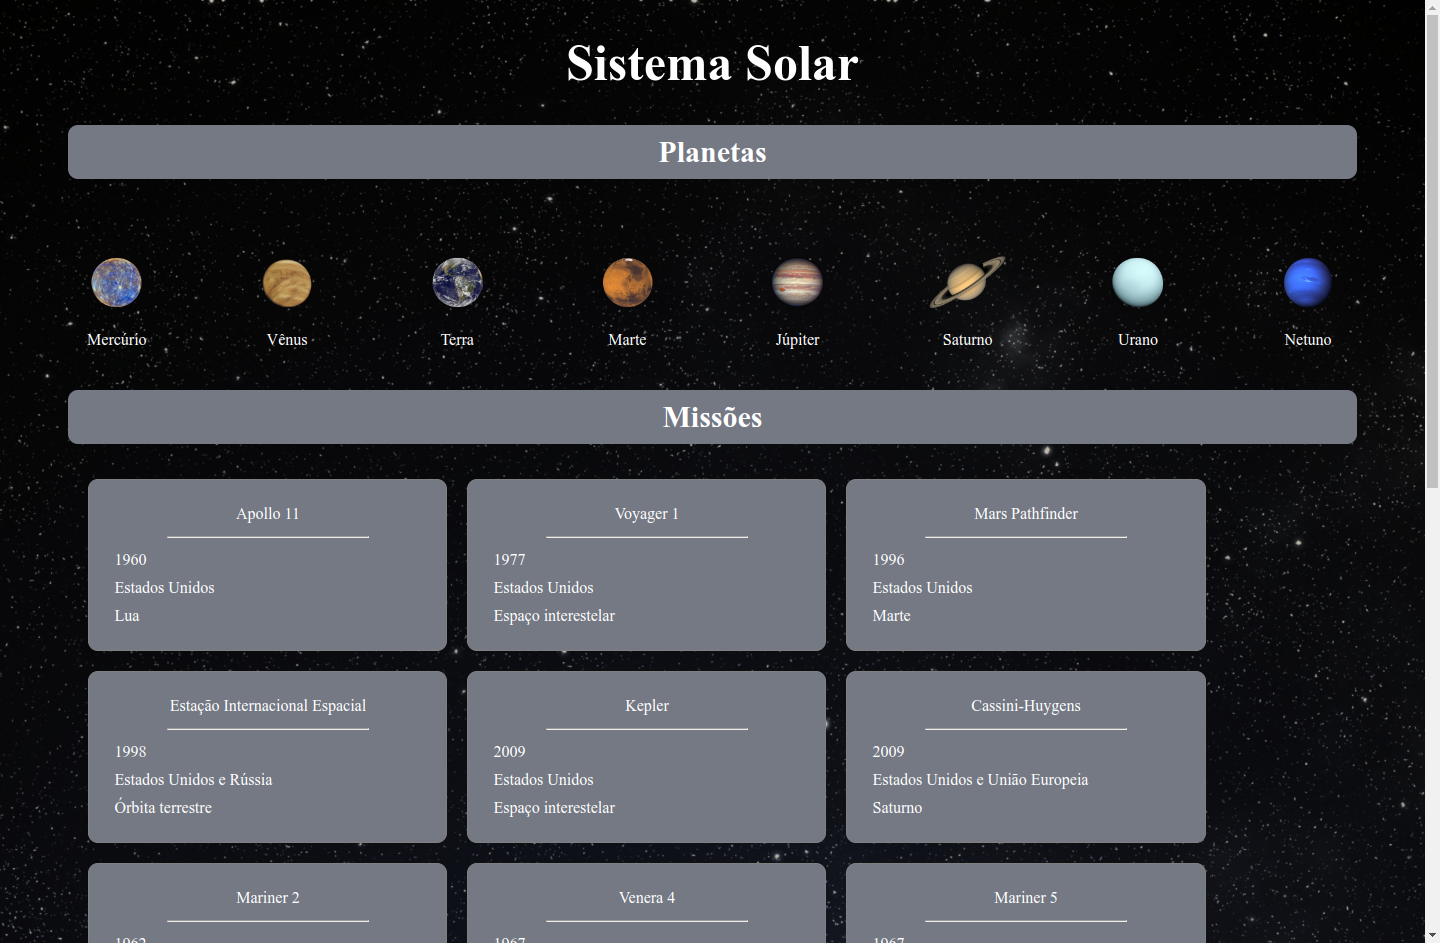 Sistema Solar
Planetas
Mercúrio
Vênus
Terra
Marte
Júpiter
Saturno
Urano
Netuno
Missões
Apollo 11
1960
Estados Unidos
Lua
Voyager 1
1977
Estados Unidos
Espaço interestelar
Mars Pathfinder
1996
Estados Unidos
Marte
Estação Internacional Espacial
1998
Estados Unidos e Rússia
Órbita terrestre
Kepler
2009
Estados Unidos
Espaço interestelar
Cassini-Huygens
2009
Estados Unidos e União Europeia
Saturno
Mariner 2
1962
Venera 4
1967
Mariner 5
1967